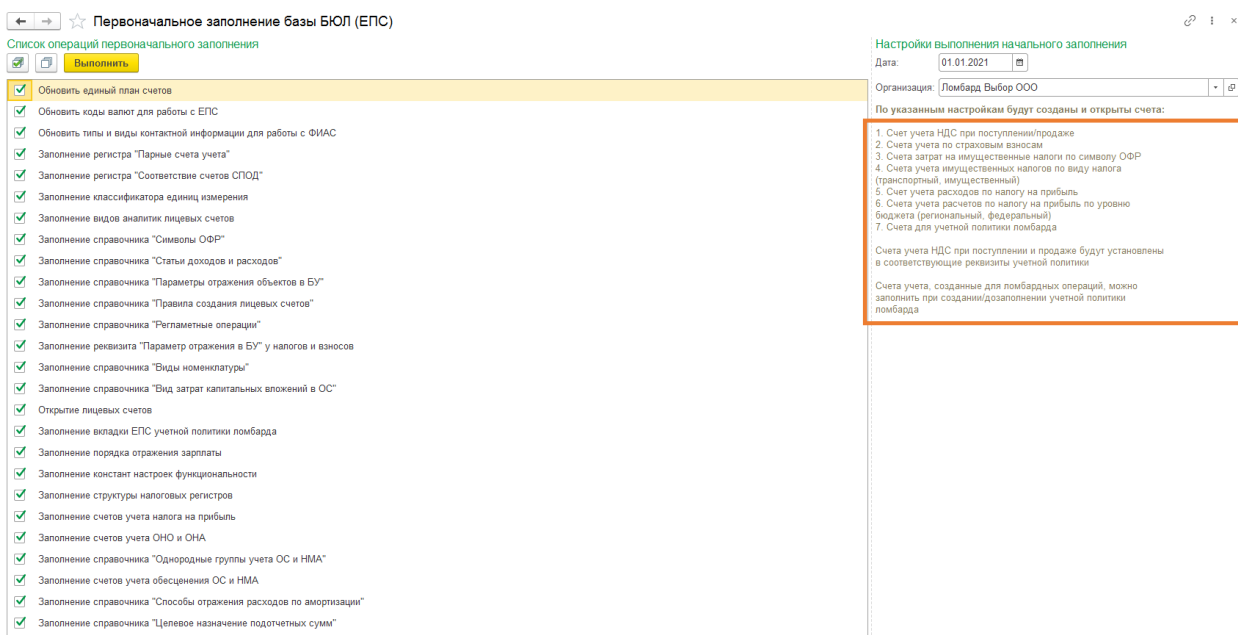 Первоначальное заполнение базы БЮЛ (ЕПС)
Список операций первоначального заполнения
Выполнить
Обновить единый план счетов
Обновить коды валют для работы с ЕПС
Обновить типы и виды контактной информации для работы с ФИАС
Заполнение регистра "Парные счета учета"
Заполнение регистра "Соответствие счетов СПОД"
Заполнение классификатора единиц измерения
Заполнение видов аналитик лицевых счетов
Заполнение справочника "Символы ОФР"
Заполнение справочника "Статьи доходов и расходов"
Заполнение справочника "Параметры отражения объектов в БУ"
Заполнение справочника "Правила создания лицевых счетов"
Заполнение справочника "Регламетные операции"
Заполнение реквизита "Параметр отражения в БУ" у налогов и взносов
Заполнение справочника "Виды номенклатуры"
Заполнение справочника "Вид затрат капитальных вложений в ОС"
Открытие лицевых счетов
Заполнение вкладки ЕПС учетной политики ломбарда
Заполнение порядка отражения зарплаты
Заполнение констант настроек функциональности
Заполнение структуры налоговых регистров
Заполнение счетов учета налога на прибыль
Заполнение счетов учета ОНО и ОНА
Заполнение справочника "Однородные группы учета ОС и НМА"
Заполнение счетов учета обесценения ОС и НМА
Заполнение справочника "Способы отражения расходов по амортизации"
Заполнение справочника "Целевое назначение подотчетных сумм"
Настройки выполнения начального заполнения
Дата: 01.01.2021
Организация: Ломбард Выбор ООО
По указанным настройкам будут созданы и открыты счета:
1. Счет учета НДС при поступлении/продаже
2. Счета учета по страховым взносам
3. Счета затрат на имущественные налоги по символу ОФР
4. Счета учета имущественных налогов по виду налога
(транспортный, имущественный)
5. Счет учета расходов по налогу на прибыль
6. Счета учета расчетов по налогу на прибыль по уровню
бюджета (региональный, федеральный)
7. Счета для учетной политики ломбарда
Счета учета НДС при поступлении и продаже будут установлены
в соответствующие реквизиты учетной политики
Счета учета, созданные для ломбардных операций, можно
заполнить при создании/дозаполнении учетной политики
ломбарда